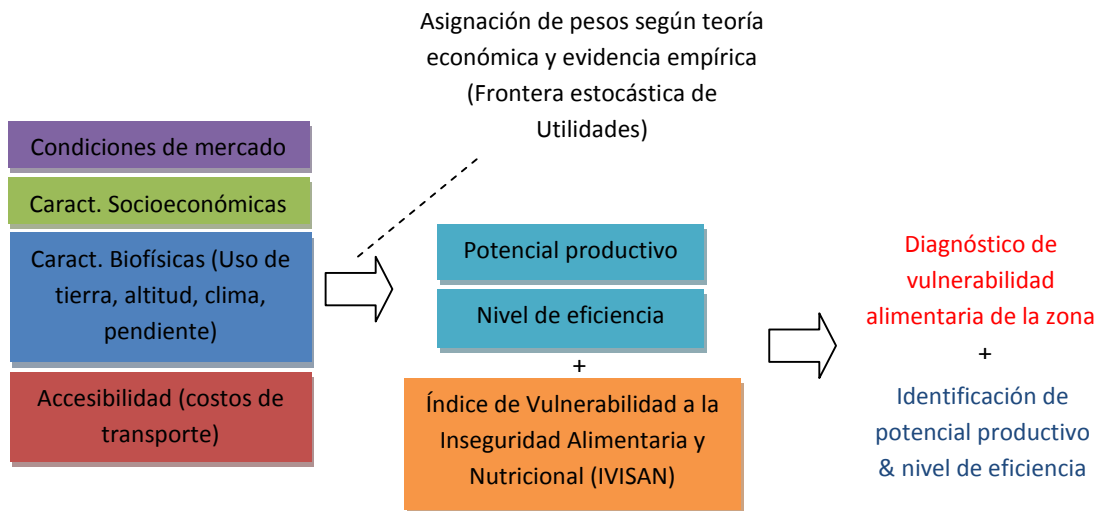 Asignación de pesos según teoría
económica y evidencia empírica
(Frontera estocástica de
Utilidades)
Condiciones de mercado
Caract. Socioeconómicas
Caract. Biofísicas (Uso de
tierra, altitud, clima,
pendiente)
Accesibilidad (costos de
transporte)
Potencial productivo
Nivel de eficiencia
+
Índice de Vulnerabilidad a la
Inseguridad Alimentaria y
Nutricional (IVISAN)
Diagnóstico de
vulnerabilidad
alimentaria de la zona
+
Identificación de
potencial productivo
& nivel de eficiencia